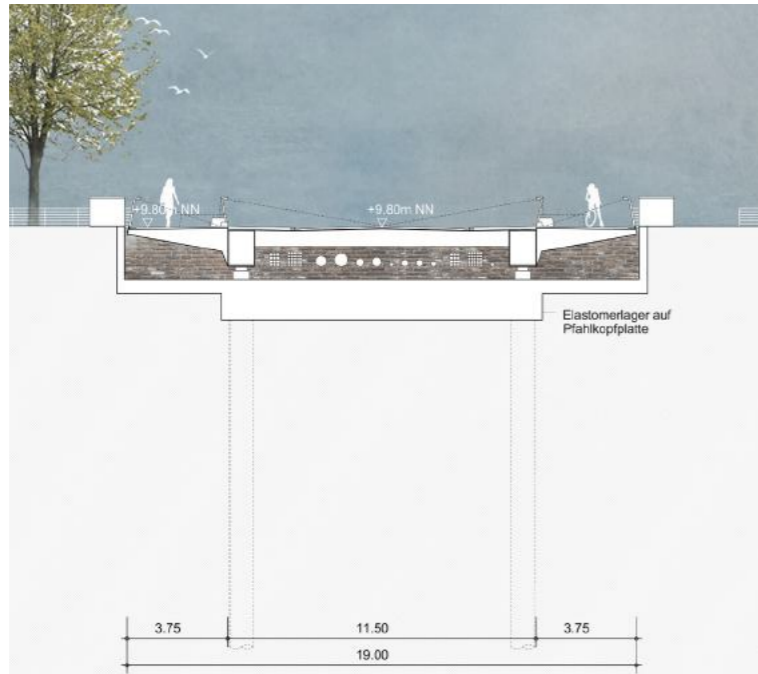 +9.80m NN
+9.80m NN
Elastomerlager auf
Pfahlkopfplatte
3.75
11.50
3.75
19.00